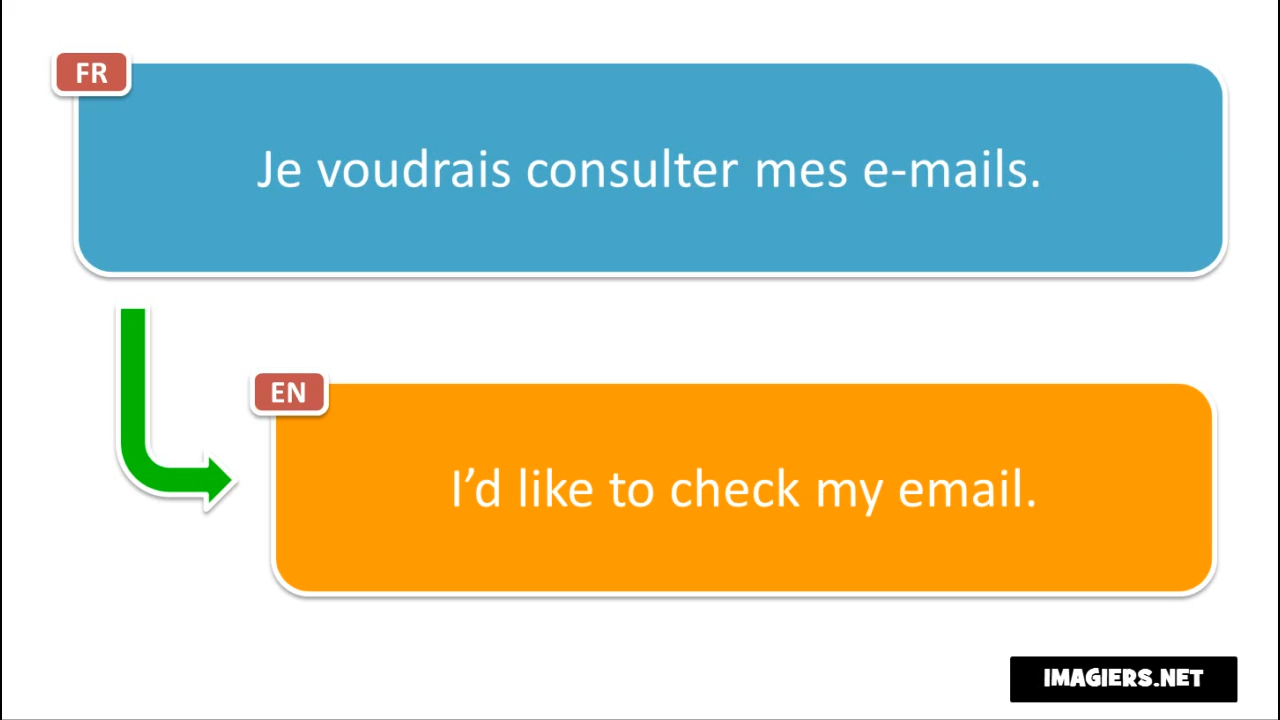 FR
Je voudrais consulter mes e-mails.
EN
I’d like to check my email.
IMAGIERS.NET